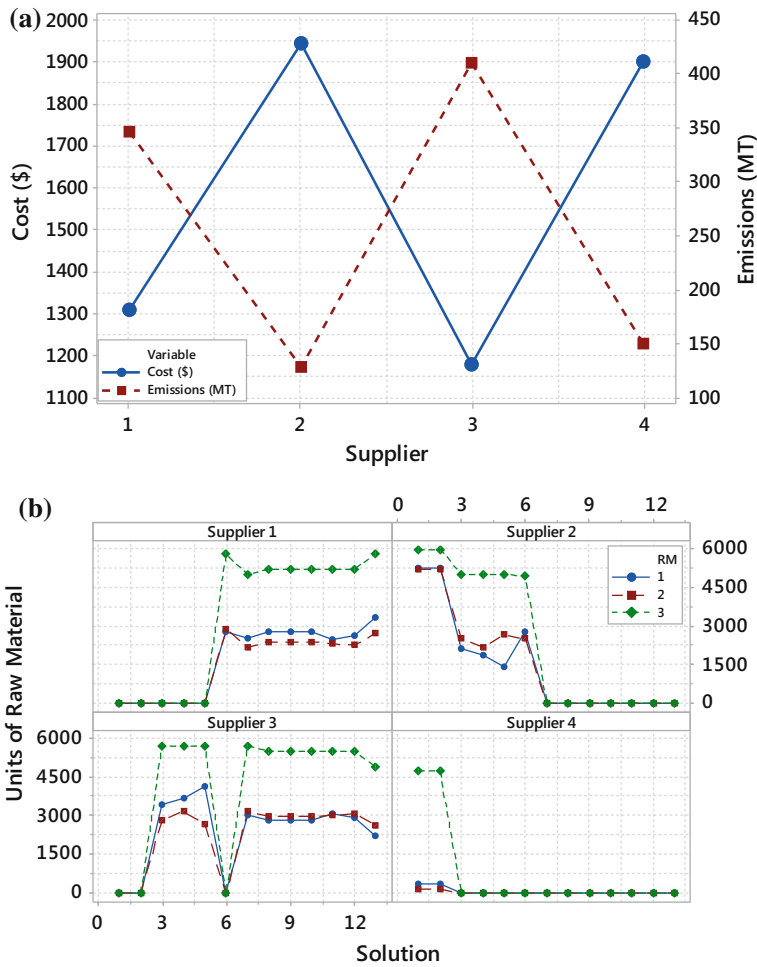 (a)
2000
1900
1800
1700
1600
1500
1400
1300
1200
1100
Cost ($)
450
400
350
300
250
200
150
100
Emissions (MT)
Variable
Cost ($)
Emissions (MT)
1 2 3 4
Supplier
(b)
0 3 6 9 12
Supplier 1 Supplier 2
RM
1
2
3
6000
4500
3000
1500
0
Supplier 3 Supplier 4
6000
4500
3000
1500
0
Units of Raw Material
0 3 6 9 12
Solution